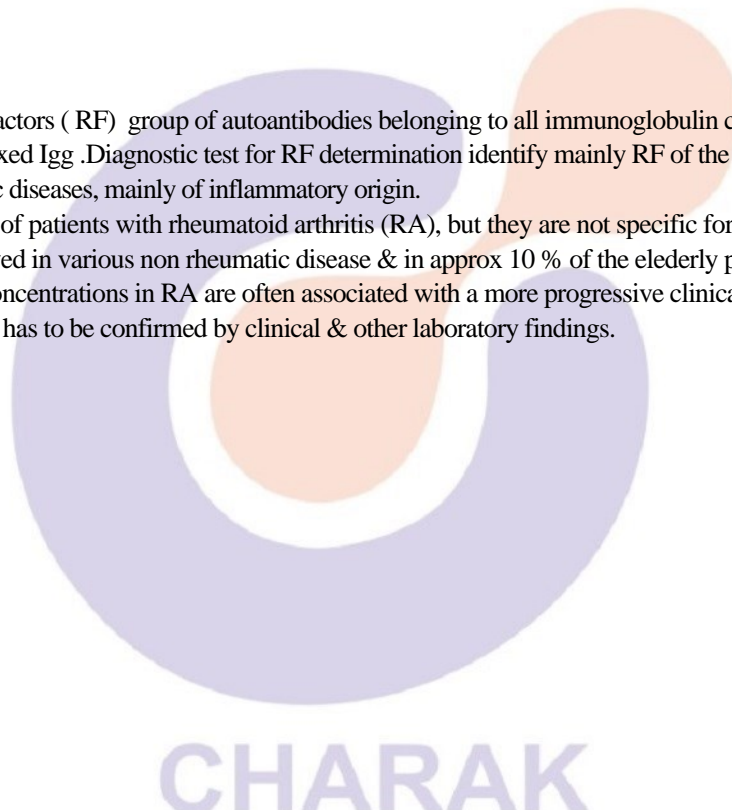 actors ( RF) group of autoantibodies belonging to all immunoglobulin c
xed Igg .Diagnostic test for RF determination identify mainly RF of the
c diseases, mainly of inflammatory origin.
of patients with rheumatoid arthritis (RA), but they are not specific for
ved in various non rheumatic disease & in approx 10 % of the elederly p
oncentrations in RA are often associated with a more progressive clinica
has to be confirmed by clinical & other laboratory findings.
CHARAK